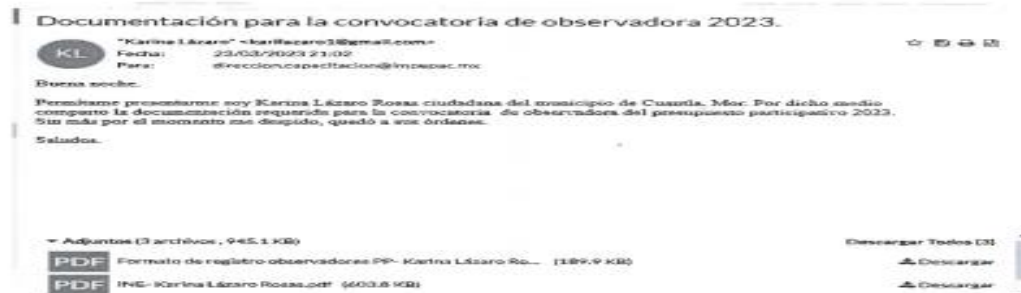 Documentación para la convocatoria de observadora 2023.
KL
"Karina Lázaro" <karifazaro1@gmail.com>
Fecha: 23/03/2023 21:02
Para: direccion.capacitacion@impepac.mx
Buena noche.
Permítame presentarme soy Karina Lázaro Rosas ciudadana del municipio de Cuautla, Mor. Por dicho medio
comparto la documentación requerida para la convocatoria de observadora del presupuesto participativo 2023.
Sin más por el momento me despido, quedó a sus órdenes.
Saludos.
Adjuntos (3 archivos, 945.1 KB)
Descargar Todos (3)
PDF Formato de registro observadores PP- Karina Lázaro Ro... (189.9 KB)
Descargar
PDF INE- Karina Lázaro Rosas.pdf (603.8 KB)
Descargar